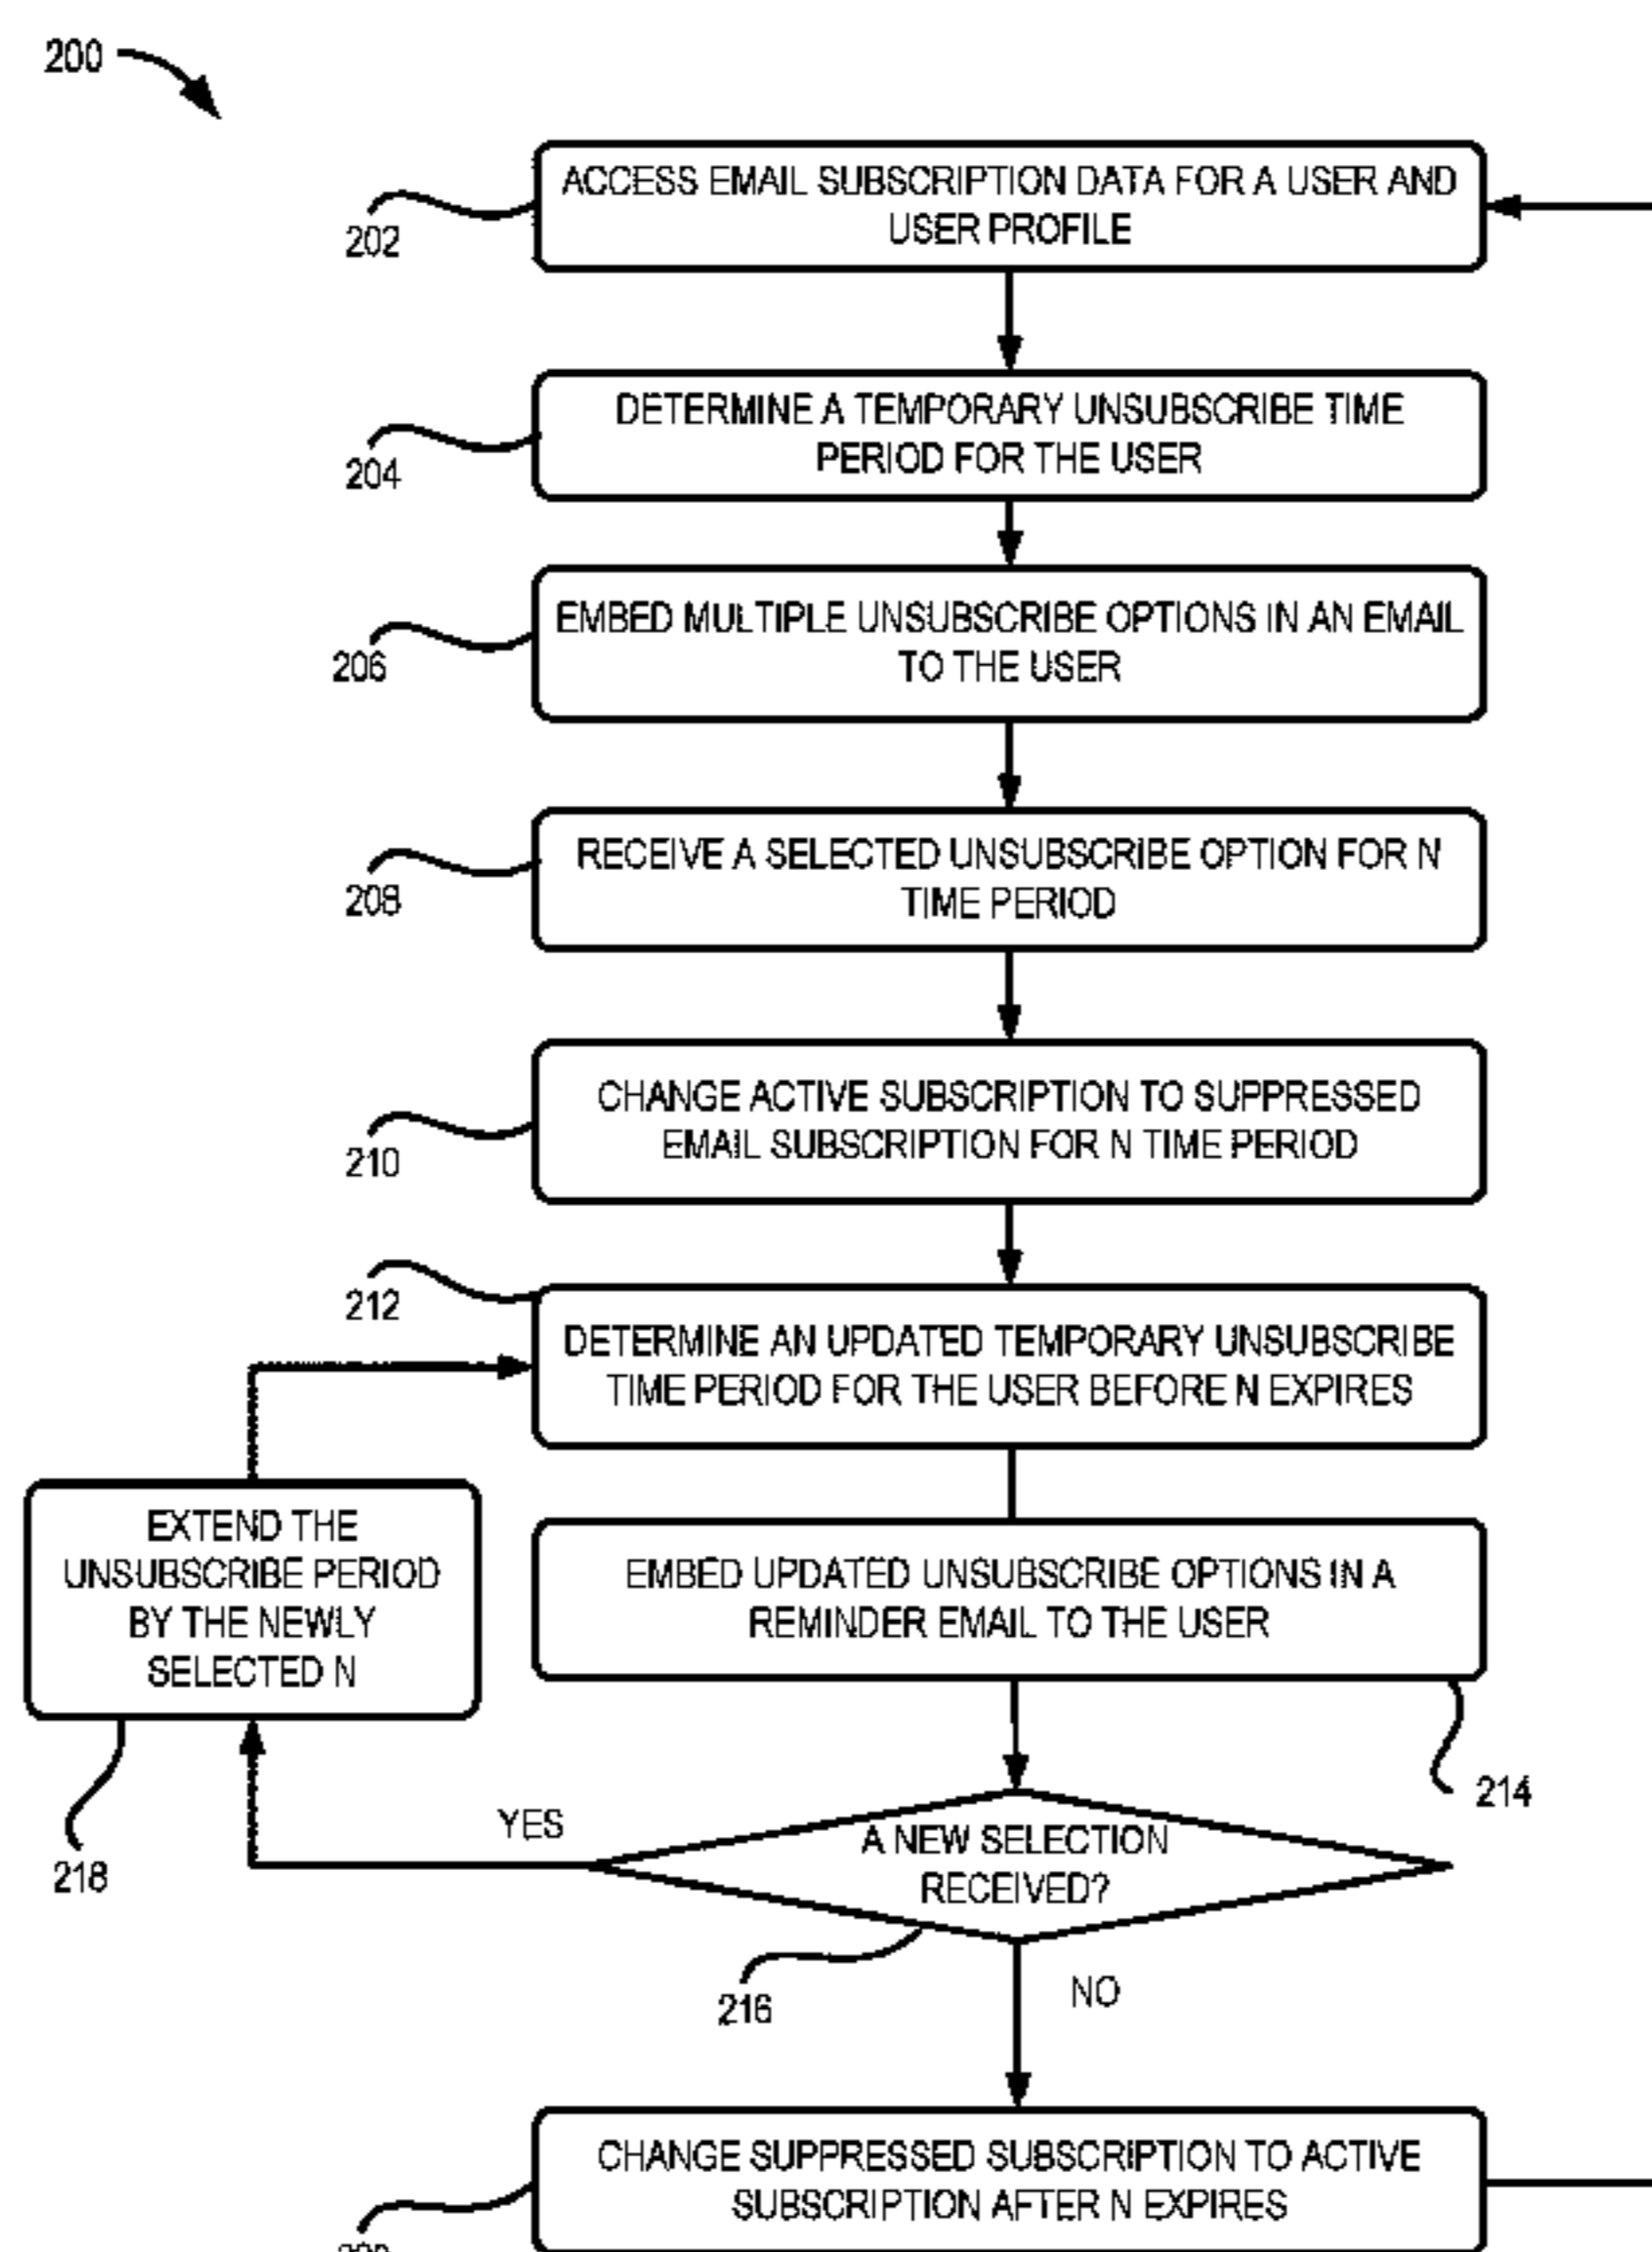 200
ACCESS EMAIL SUBSCRIPTION DATA FOR A USER AND
USER PROFILE
202
DETERMINE A TEMPORARY UNSUBSCRIBE TIME
PERIOD FOR THE USER
204
EMBED MULTIPLE UNSUBSCRIBE OPTIONS IN AN EMAIL
TO THE USER
206
RECEIVE A SELECTED UNSUBSCRIBE OPTION FOR N
TIME PERIOD
208
CHANGE ACTIVE SUBSCRIPTION TO SUPPRESSED
EMAIL SUBSCRIPTION FOR N TIME PERIOD
210
212
DETERMINE AN UPDATED TEMPORARY UNSUBSCRIBE
TIME PERIOD FOR THE USER BEFORE N EXPIRES
EXTEND THE
UNSUBSCRIBE PERIOD
BY THE NEWLY
SELECTED N
EMBED UPDATED UNSUBSCRIBE OPTIONS IN A
REMINDER EMAIL TO THE USER
214
YES
A NEW SELECTION
RECEIVED?
218
216
NO
CHANGE SUPPRESSED SUBSCRIPTION TO ACTIVE
SUBSCRIPTION AFTER N EXPIRES